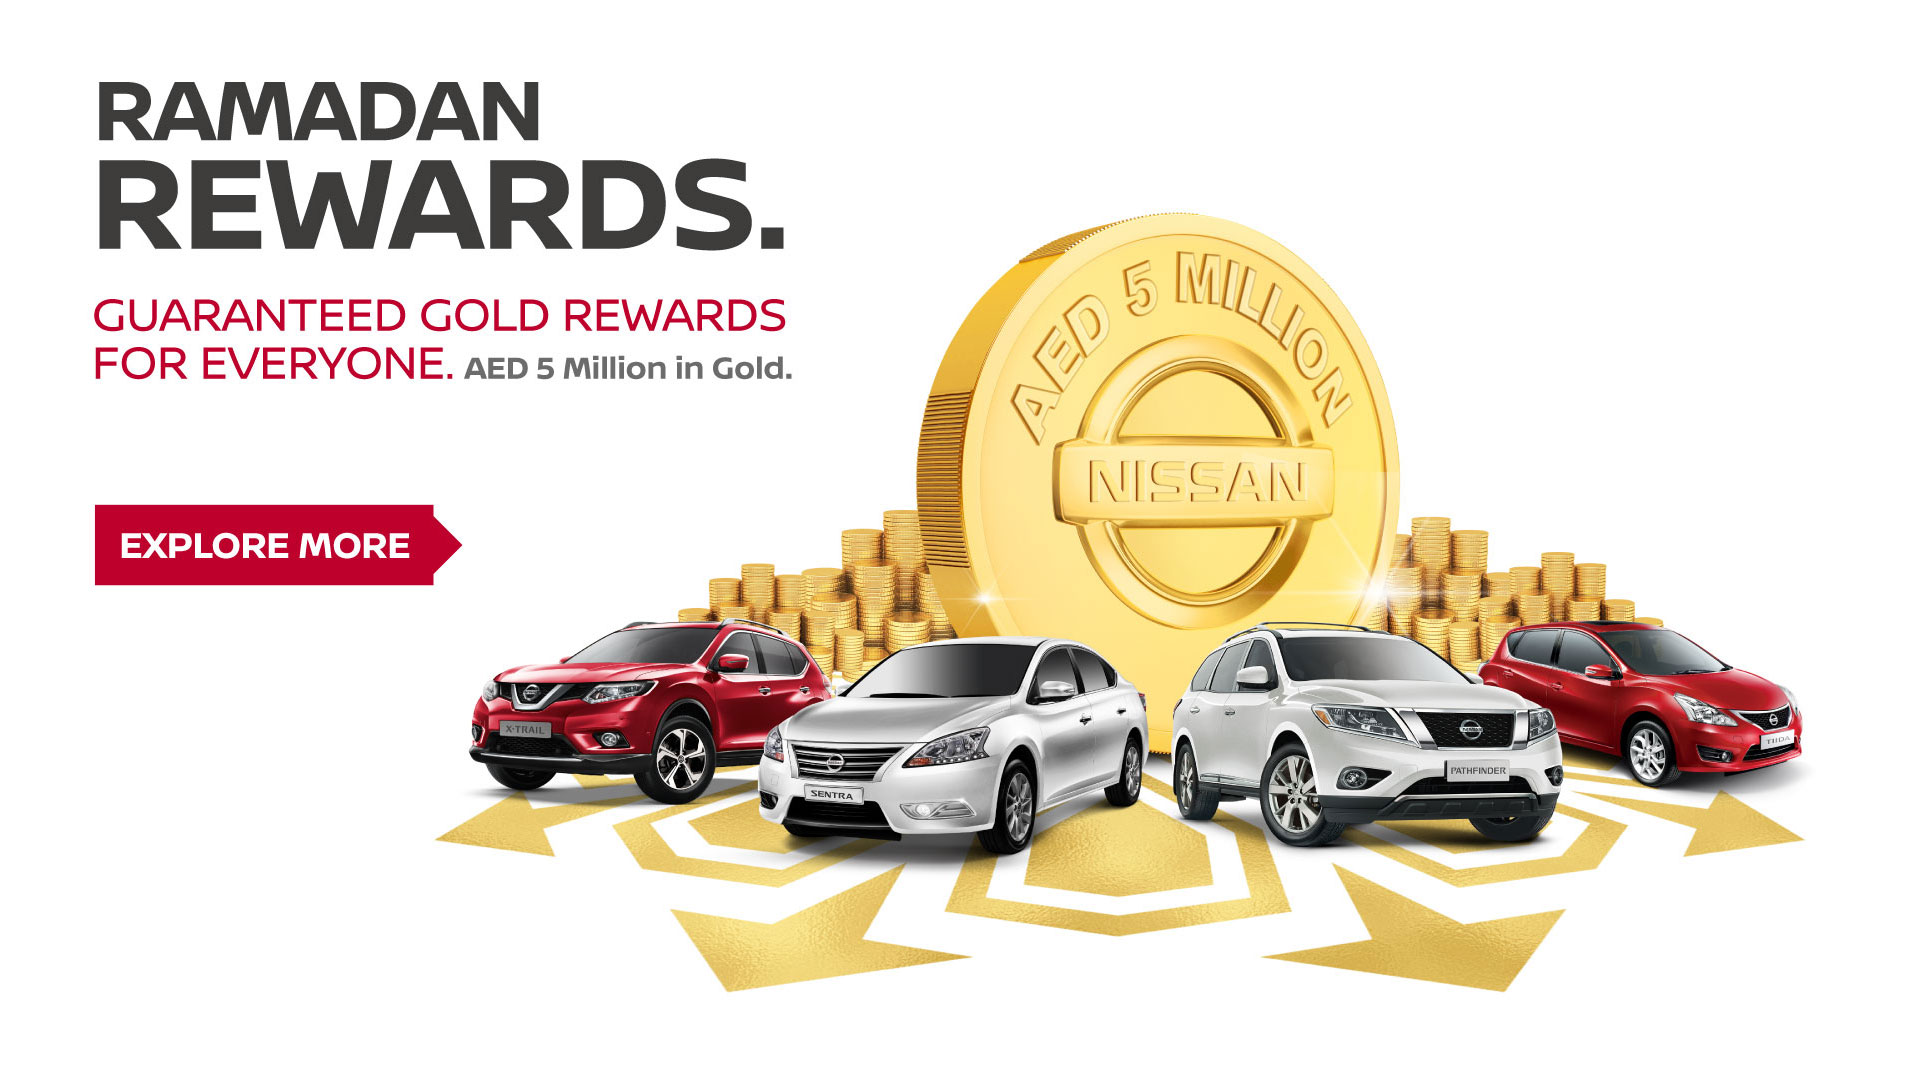 RAMADAN
REWARDS.
GUARANTEED GOLD REWARDS
FOR EVERYONE. AED 5 Million in Gold.
EXPLORE MORE
AED 5 MILLION
NISSAN
X-TRAIL
SENTRA
PATHFINDER
TIIDA